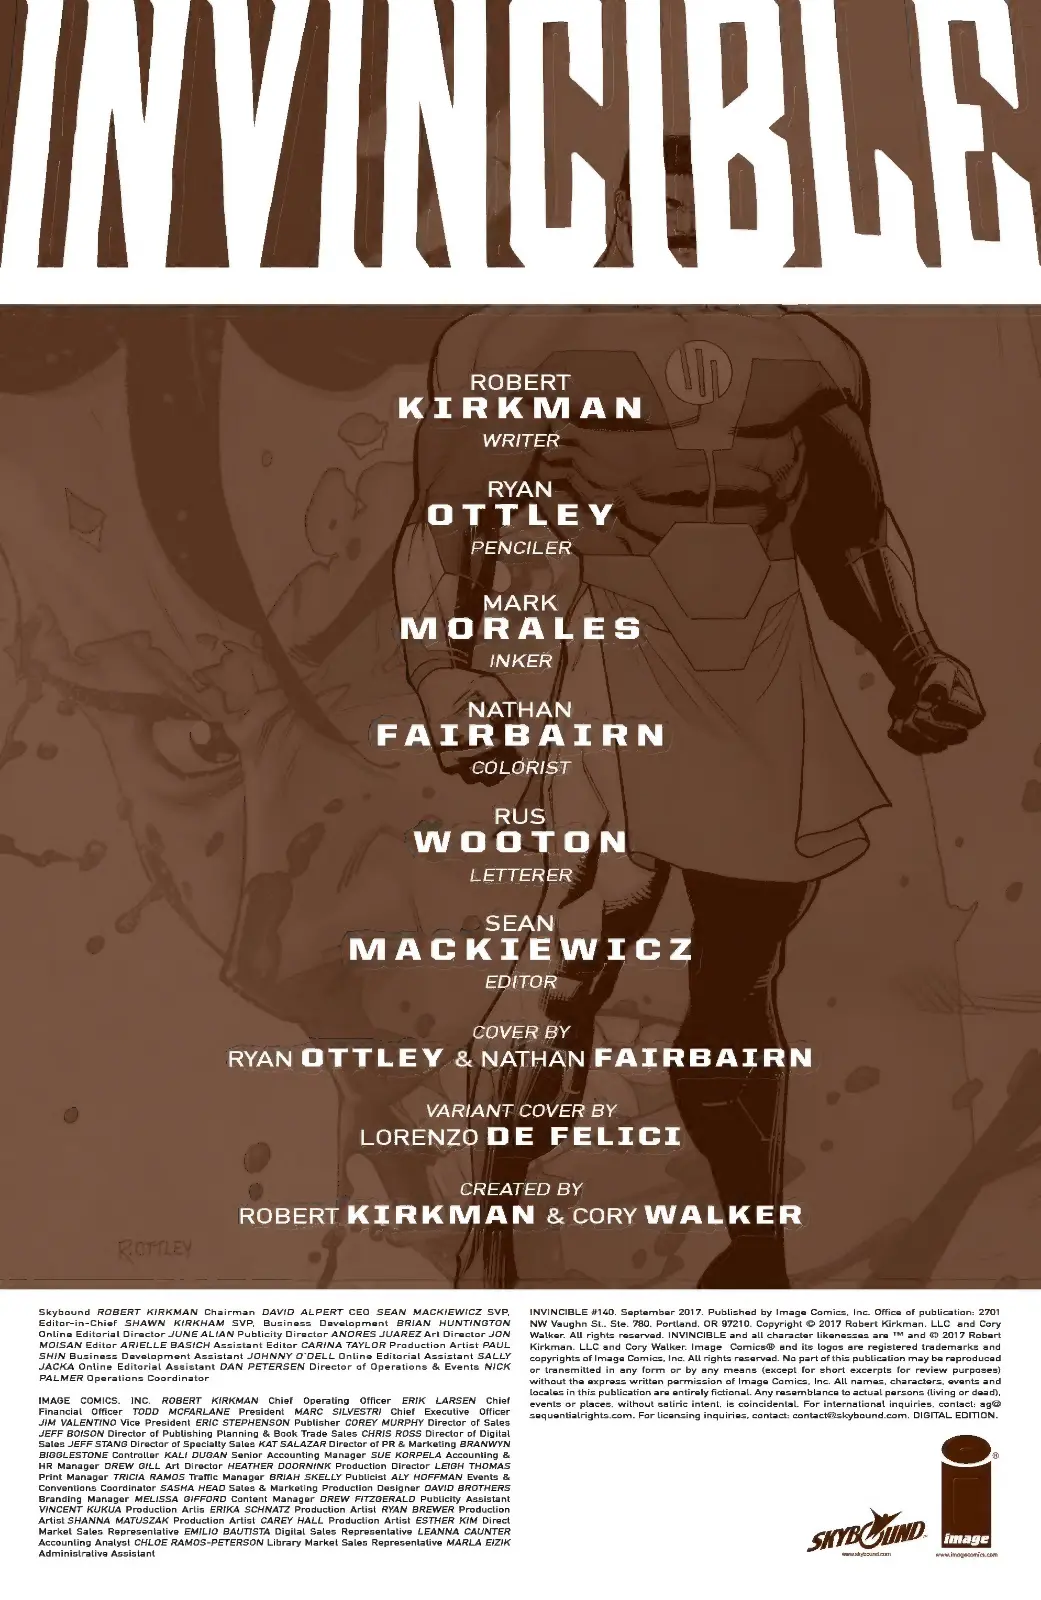 INVINCIBLE
ROBERT
KIRKMAN
WRITER
RYAN
OTTLEY
PENCILER
MARK
MORALES
INKER
NATHAN
FAIRBAIRN
COLORIST
RUS
WOOTON
LETTERER
SEAN
MACKIEWICZ
EDITOR
COVER BY
RYAN OTTLEY & NATHAN FAIRBAIRN
VARIANT COVER BY
LORENZO DE FELICI
CREATED BY
ROBERT KIRKMAN & CORY WALKER
R.OTTLEY
Skybound ROBERT KIRKMAN Chairman DAVID ALPERT CEO SEAN MACKIEWICZ SVP,
Editor-in-Chief SHAWN KIRKHAM SVP, Business Development BRIAN HUNTINGTON
Online Editorial Director JUNE ALIAN Publicity Director ANDRES JUAREZ Art Director JON
MOISAN Editor ARIELLE BASICH Assistant Editor CARINA TAYLOR Production Artist PAUL
SHIN Business Development Assistant JOHNNY O'DELL Online Editorial Assistant SALLY
JACKA Online Editorial Assistant DAN PETERSEN Director of Operations & Events NICK
PALMER Operations Coordinator
IMAGE COMICS, INC. ROBERT KIRKMAN Chief Operating Officer ERIK LARSEN Chief
Financial Officer TODD MCFARLANE President MARC SILVESTRI Chief Executive Officer
JIM VALENTINO Vice President ERIC STEPHENSON Publisher COREY MURPHY Director of Sales
JEFF BOISON Director of Publishing Planning & Book Trade Sales CHRIS ROSS Director of Digital
Sales JEFF STANG Director of Specialty Sales KAT SALAZAR Director of PR & Marketing BRANWYN
BIGGLESTONE Controller KALI DUGAN Senior Accounting Manager SUE KORPELA Accounting &
HR Manager DREW GILL Art Director HEATHER DOORNINK Production Director LEIGH THOMAS
Print Manager TRICIA RAMOS Traffic Manager BRIAH SKELLY Publicist ALY HOFFMAN Events &
Conventions Coordinator SASHA HEAD Sales & Marketing Production Designer DAVID BROTHERS
Branding Manager MELISSA GIFFORD Content Manager DREW FITZGERALD Publicity Assistant
VINCENT KUKUA Production Artis ERIKA SCHNATZ Production Artist RYAN BREWER Production
Artist SHANNA MATUSZAK Production Artist CAREY HALL Production Artist ESTHER KIM Direct
Market Sales Representative EMILIO BAUTISTA Digital Sales Representative LEANNA CAUNTER
Accounting Analyst CHLOE RAMOS-PETERSON Library Market Sales Representative MARLA EIZIK
Administrative Assistant
INVINCIBLE #140. September 2017. Published by Image Comics, Inc. Office of publication: 2701
NW Vaughn St., Ste. 780, Portland, OR 97210. Copyright © 2017 Robert Kirkman, LLC and Cory
Walker. All rights reserved. INVINCIBLE and all character likenesses are ™ and © 2017 Robert
Kirkman, LLC and Cory Walker. Image Comics® and its logos are registered trademarks and
copyrights of Image Comics, Inc. All rights reserved. No part of this publication may be reproduced
or transmitted in any form or by any means (except for short excerpts for review purposes)
without the express written permission of Image Comics, Inc. All names, characters, events and
locales in this publication are entirely fictional. Any resemblance to actual persons (living or dead),
events or places, without satiric intent, is coincidental. For international inquiries, contact: ag@
sequentialrights.com. For licensing inquiries, contact: contact@skybound.com. DIGITAL EDITION.
SKYBOUND™
www.skybound.com
i®
image
www.imagecomics.com